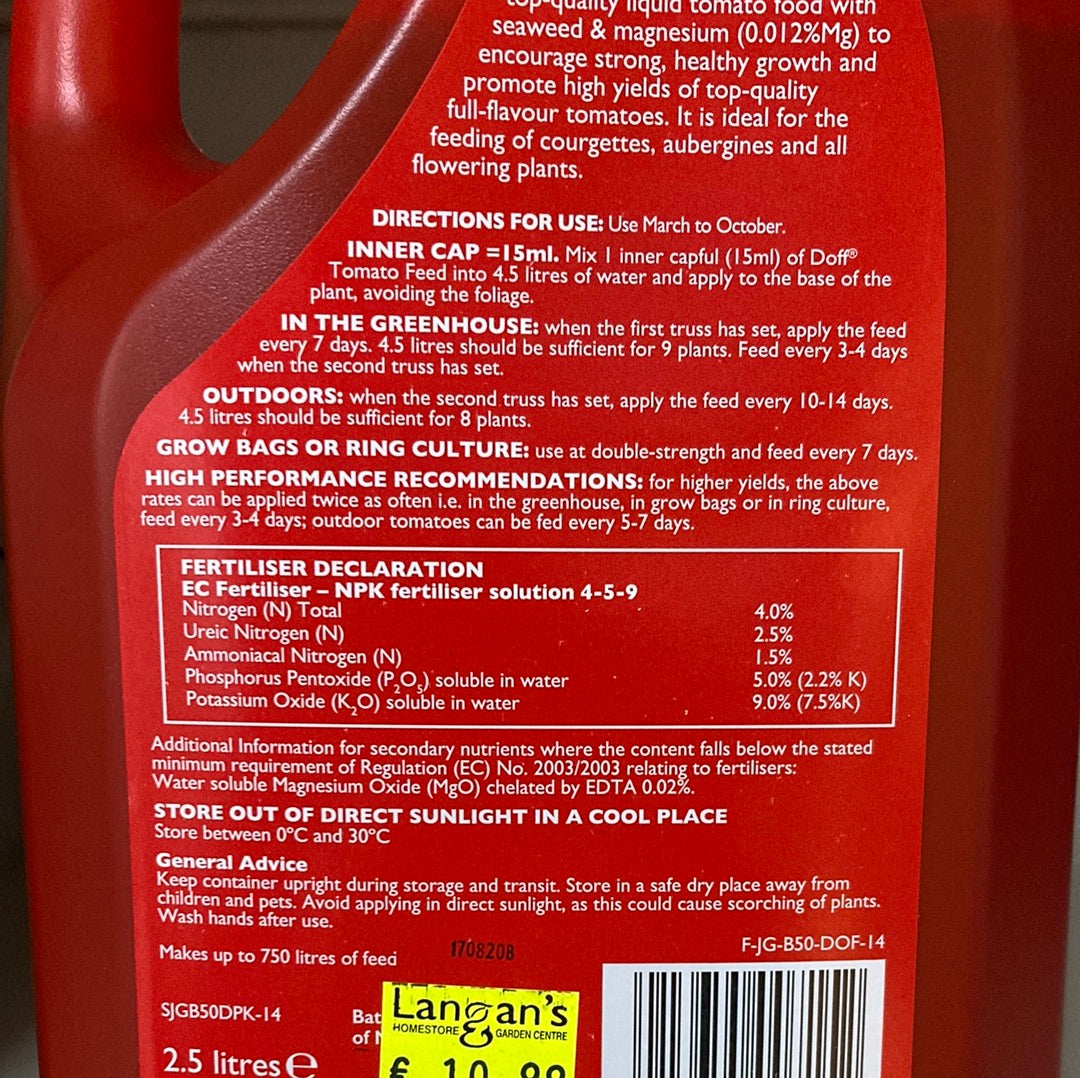 top-quality liquid tomato food with
seaweed & magnesium (0.012%Mg) to
encourage strong, healthy growth and
promote high yields of top-quality
full-flavour tomatoes. It is ideal for the
feeding of courgettes, aubergines and all
flowering plants.
DIRECTIONS FOR USE: Use March to October.
INNER CAP =15ml. Mix 1 inner capful (15ml) of Doff®
Tomato Feed into 4.5 litres of water and apply to the base of the
plant, avoiding the foliage.
IN THE GREENHOUSE: when the first truss has set, apply the feed
every 7 days. 4.5 litres should be sufficient for 9 plants. Feed every 3-4 days
when the second truss has set.
OUTDOORS: when the second truss has set, apply the feed every 10-14 days.
4.5 litres should be sufficient for 8 plants.
GROW BAGS OR RING CULTURE: use at double-strength and feed every 7 days.
HIGH PERFORMANCE RECOMMENDATIONS: for higher yields, the above
rates can be applied twice as often i.e. in the greenhouse, in grow bags or in ring culture,
feed every 3-4 days; outdoor tomatoes can be fed every 5-7 days.
FERTILISER DECLARATION
EC Fertiliser – NPK fertiliser solution 4-5-9
Nitrogen (N) Total 4.0%
Ureic Nitrogen (N) 2.5%
Ammoniacal Nitrogen (N) 1.5%
Phosphorus Pentoxide (P₂O₅) soluble in water 5.0% (2.2% K)
Potassium Oxide (K₂O) soluble in water 9.0% (7.5%K)
Additional Information for secondary nutrients where the content falls below the stated
minimum requirement of Regulation (EC) No. 2003/2003 relating to fertilisers:
Water soluble Magnesium Oxide (MgO) chelated by EDTA 0.02%.
STORE OUT OF DIRECT SUNLIGHT IN A COOL PLACE
Store between 0°C and 30°C
General Advice
Keep container upright during storage and transit. Store in a safe dry place away from
children and pets. Avoid applying in direct sunlight, as this could cause scorching of plants.
Wash hands after use.
Makes up to 750 litres of feed
170820B
F-JG-B50-DOF-14
SJGB50DPK-14
Bat
of
Langan's
HOMESTORE & GARDEN CENTRE
£ 10.99
2.5 litres ℮